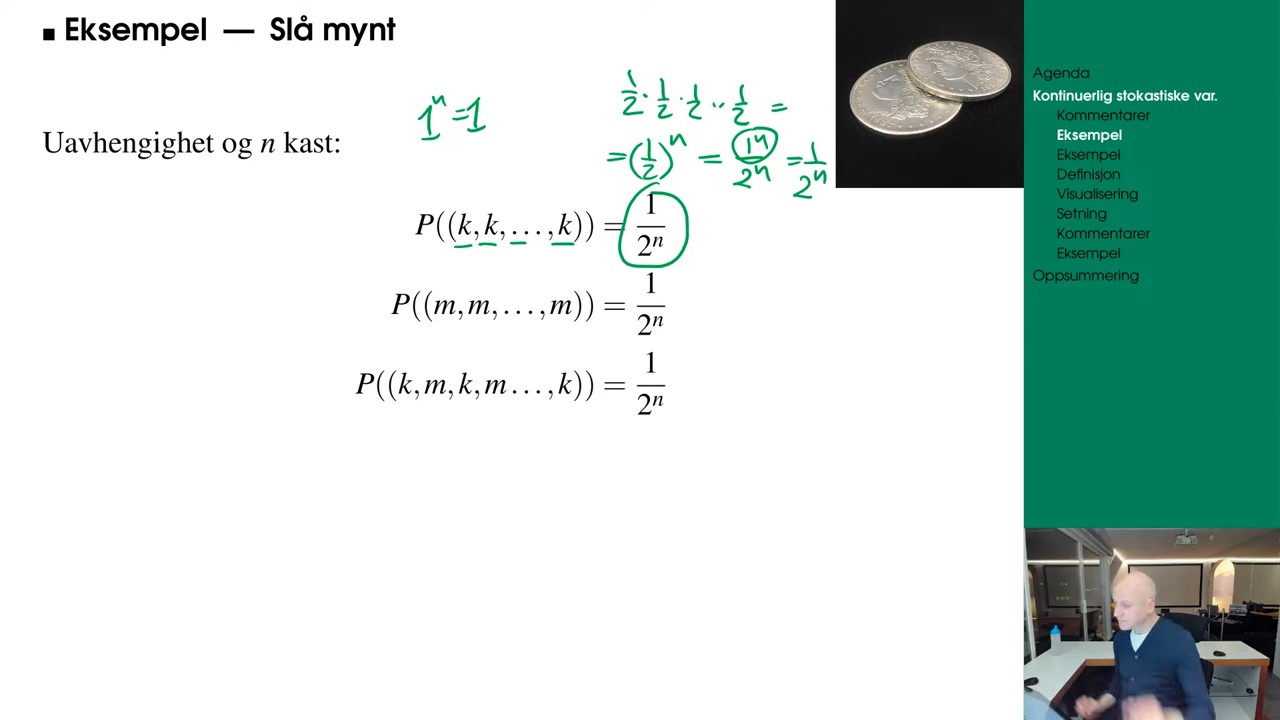 ▪ Eksempel — Slå mynt
1ⁿ = 1
1/2 · 1/2 · 1/2 ·· 1/2 =
= (1/2)ⁿ = 1ⁿ/2ⁿ = 1/2ⁿ
Uavhengighet og n kast:
P((k,k,...,k)) = 1/2ⁿ
P((m,m,...,m)) = 1/2ⁿ
P((k,m,k,m...,k)) = 1/2ⁿ
Agenda
Kontinuerlig stokastiske var.
Kommentarer
Eksempel
Eksempel
Definisjon
Visualisering
Setning
Kommentarer
Eksempel
Oppsummering